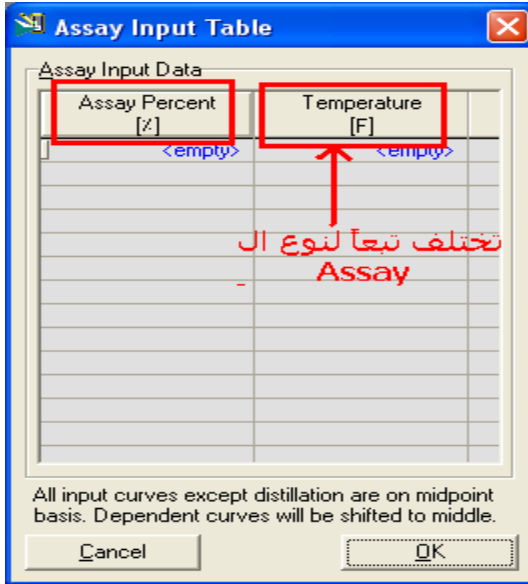 Assay Input Table
Assay Input Data
Assay Percent Temperature
[%] [F]
<empty> <empty>
تختلف تبعاً لنوع ال
Assay
All input curves except distillation are on midpoint
basis. Dependent curves will be shifted to middle.
Cancel OK